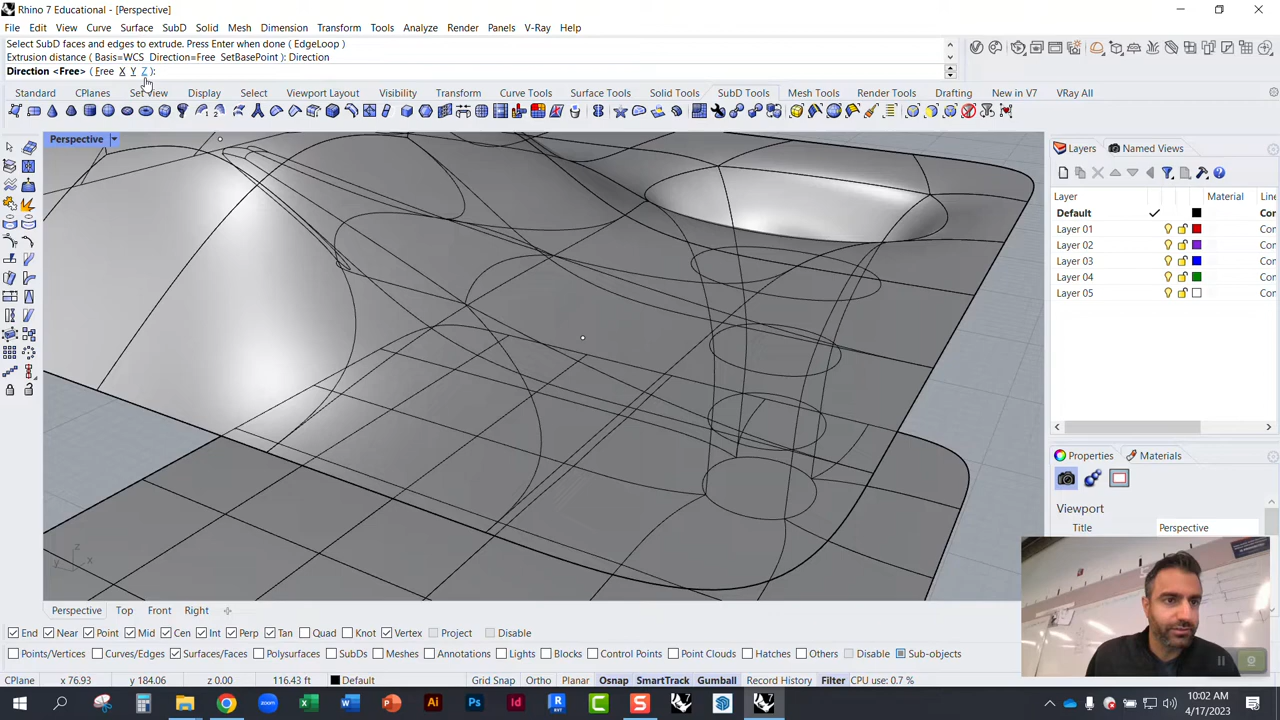 Rhino 7 Educational - [Perspective]
File Edit View Curve Surface SubD Solid Mesh Dimension Transform Tools Analyze Render Panels V-Ray Help
Select SubD faces and edges to extrude. Press Enter when done ( EdgeLoop )
Extrusion distance ( Basis=WCS Direction=Free SetBasePoint ): Direction
Direction <Free> ( Free X Y Z ):
Standard CPlanes Set View Display Select Viewport Layout Visibility Transform Curve Tools Surface Tools Solid Tools SubD Tools Mesh Tools Render Tools Drafting New in V7 VRay All
Perspective
Layers Named Views
Layer Material Line
Default Cor
Layer 01 Con
Layer 02 Con
Layer 03 Con
Layer 04 Con
Layer 05 Con
Properties Materials
Viewport
Title Perspective
z
y x
Perspective Top Front Right
End Near Point Mid Cen Int Perp Tan Quad Knot Vertex Project Disable
Points/Vertices Curves/Edges Surfaces/Faces Polysurfaces SubDs Meshes Annotations Lights Blocks Control Points Point Clouds Hatches Others Disable Sub-objects
CPlane x 76.93 y 184.06 z 0.00 116.43 ft Default Grid Snap Ortho Planar Osnap SmartTrack Gumball Record History Filter CPU use: 0.7 %
10:02 AM
4/17/2023